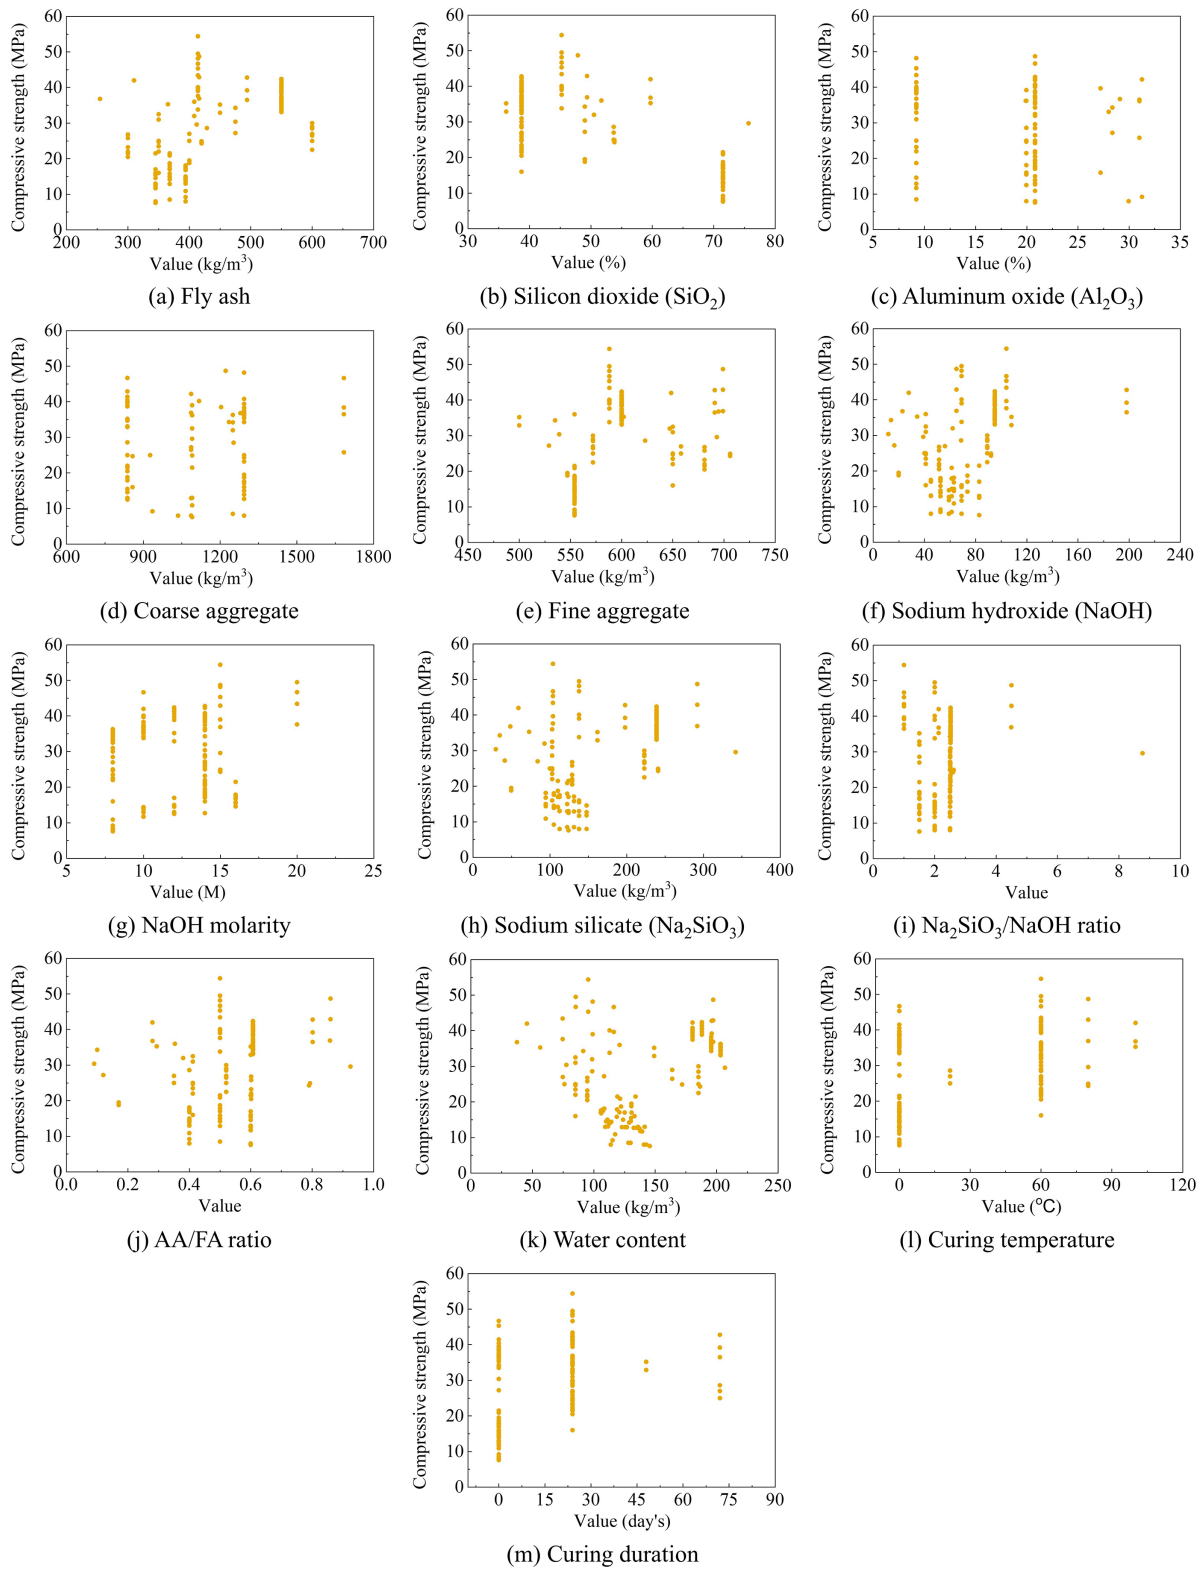 Compressive strength (MPa)
60
50
40
30
20
10
0
200 300 400 500 600 700
Value (kg/m³)
(a) Fly ash
Compressive strength (MPa)
60
50
40
30
20
10
0
30 40 50 60 70 80
Value (%)
(b) Silicon dioxide (SiO₂)
Compressive strength (MPa)
60
50
40
30
20
10
0
5 10 15 20 25 30 35
Value (%)
(c) Aluminum oxide (Al₂O₃)
Compressive strength (MPa)
60
50
40
30
20
10
0
600 900 1200 1500 1800
Value (kg/m³)
(d) Coarse aggregate
Compressive strength (MPa)
60
50
40
30
20
10
0
450 500 550 600 650 700 750
Value (kg/m³)
(e) Fine aggregate
Compressive strength (MPa)
60
50
40
30
20
10
0
0 40 80 120 160 200 240
Value (kg/m³)
(f) Sodium hydroxide (NaOH)
Compressive strength (MPa)
60
50
40
30
20
10
0
5 10 15 20 25
Value (M)
(g) NaOH molarity
Compressive strength (MPa)
60
50
40
30
20
10
0
0 100 200 300 400
Value (kg/m³)
(h) Sodium silicate (Na₂SiO₃)
Compressive strength (MPa)
60
50
40
30
20
10
0
0 2 4 6 8 10
Value
(i) Na₂SiO₃/NaOH ratio
Compressive strength (MPa)
60
50
40
30
20
10
0
0.0 0.2 0.4 0.6 0.8 1.0
Value
(j) AA/FA ratio
Compressive strength (MPa)
60
50
40
30
20
10
0
0 50 100 150 200 250
Value (kg/m³)
(k) Water content
Compressive strength (MPa)
60
50
40
30
20
10
0
0 30 60 90 120
Value (°C)
(l) Curing temperature
Compressive strength (MPa)
60
50
40
30
20
10
0
0 15 30 45 60 75 90
Value (day's)
(m) Curing duration